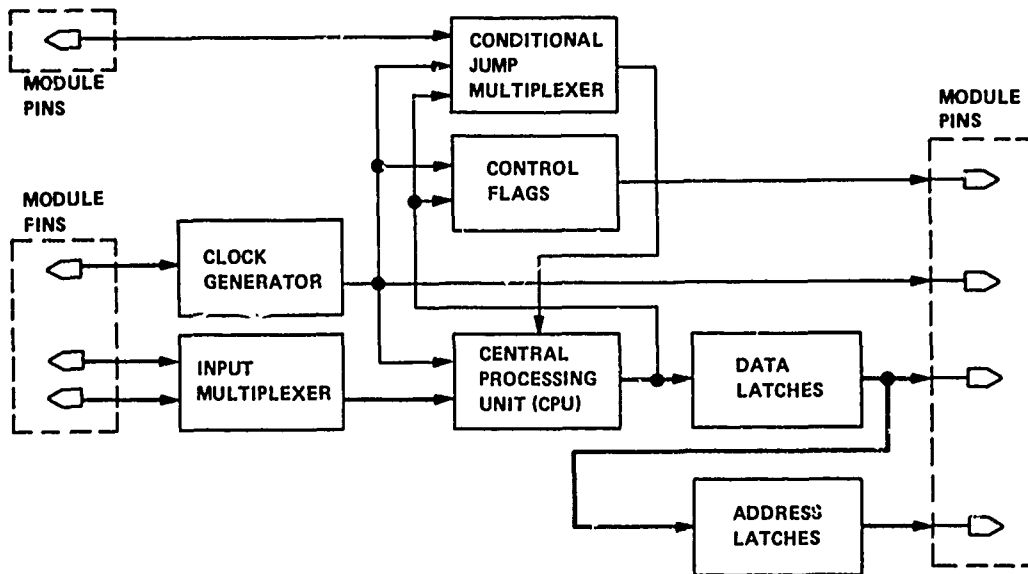 MODULE
PINS
CONDITIONAL
JUMP
MULTIPLEXER
MODULE
PINS
CONTROL
FLAGS
MODULE
FINS
CLOCK
GENERATOR
INPUT
MULTIPLEXER
CENTRAL
PROCESSING
UNIT (CPU)
DATA
LATCHES
ADDRESS
LATCHES